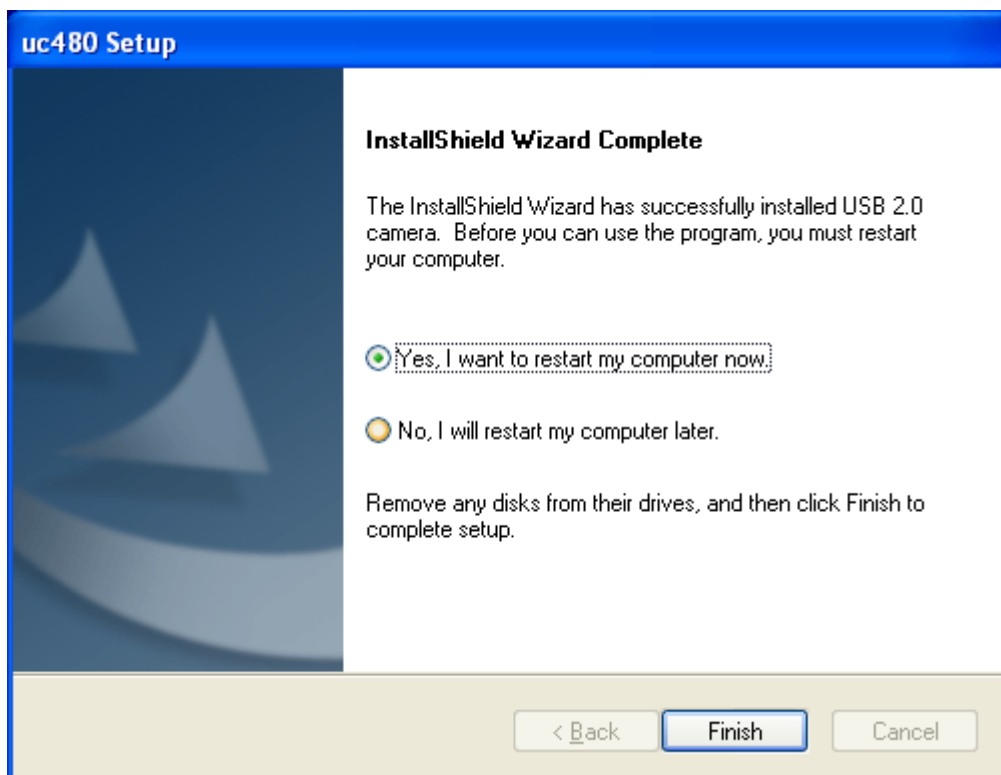 uc480 Setup
InstallShield Wizard Complete
The InstallShield Wizard has successfully installed USB 2.0
camera.  Before you can use the program, you must restart
your computer.
Yes, I want to restart my computer now.
No, I will restart my computer later.
Remove any disks from their drives, and then click Finish to
complete setup.
< Back
Finish
Cancel